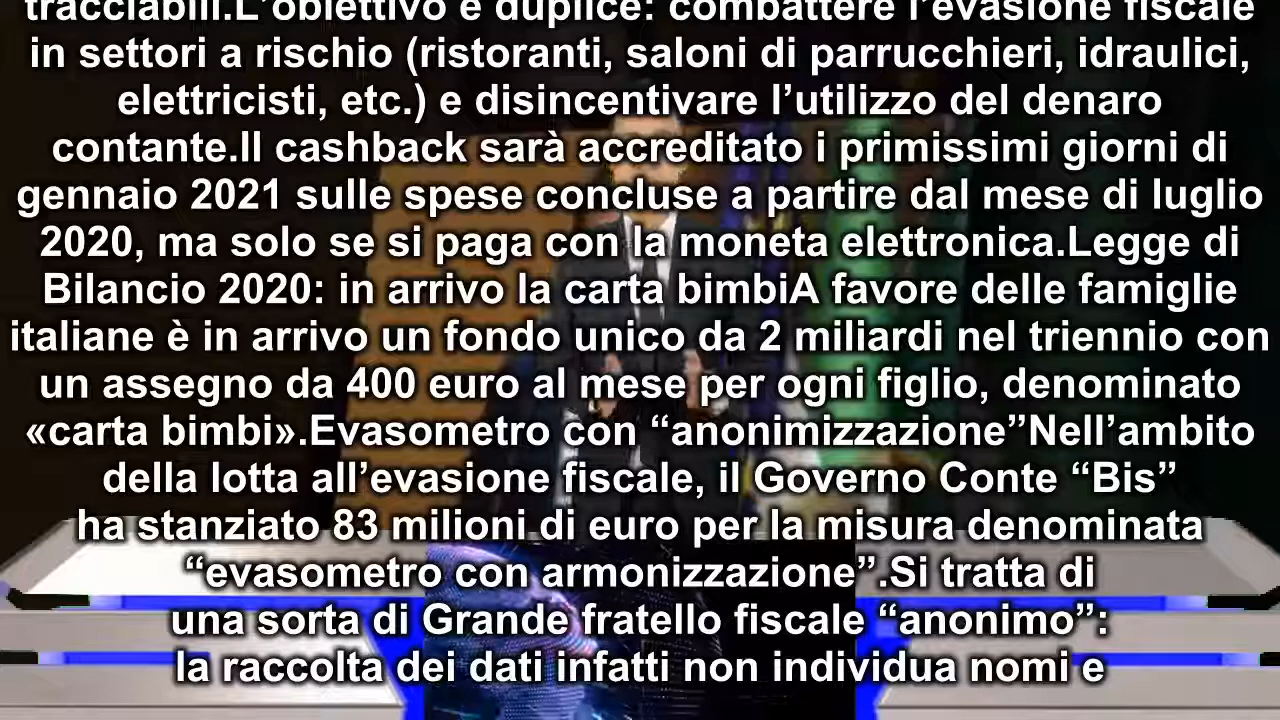 tracciabili.L’obiettivo è duplice: combattere l’evasione fiscale
in settori a rischio (ristoranti, saloni di parrucchieri, idraulici,
elettricisti, etc.) e disincentivare l’utilizzo del denaro
contante.Il cashback sarà accreditato i primissimi giorni di
gennaio 2021 sulle spese concluse a partire dal mese di luglio
2020, ma solo se si paga con la moneta elettronica.Legge di
Bilancio 2020: in arrivo la carta bimbiA favore delle famiglie
italiane è in arrivo un fondo unico da 2 miliardi nel triennio con
un assegno da 400 euro al mese per ogni figlio, denominato
«carta bimbi».Evasometro con “anonimizzazione”Nell’ambito
della lotta all’evasione fiscale, il Governo Conte “Bis”
ha stanziato 83 milioni di euro per la misura denominata
“evasometro con armonizzazione”.Si tratta di
una sorta di Grande fratello fiscale “anonimo”:
la raccolta dei dati infatti non individua nomi e